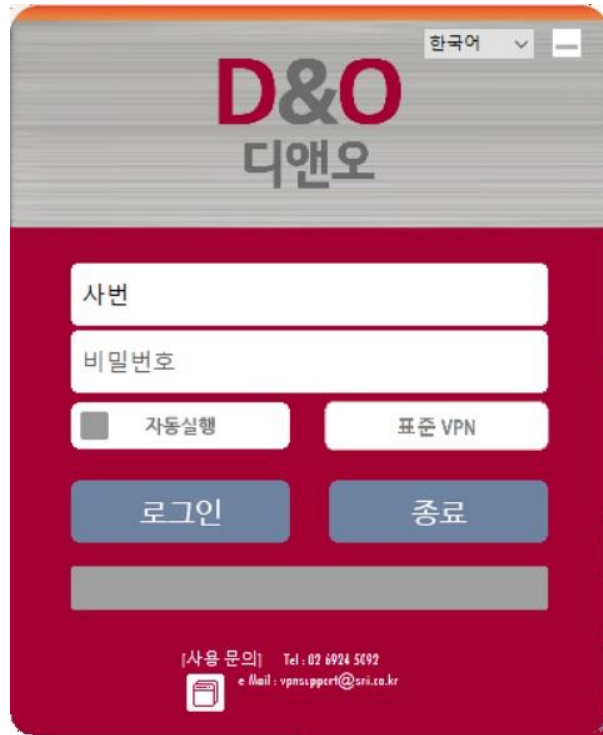 한국어
D&O
디앤오
사번
비밀번호
자동실행
표준 VPN
로그인
종료
[사용 문의] Tel : 02 6924 5092
e Mail : vpnsupport@sri.co.kr